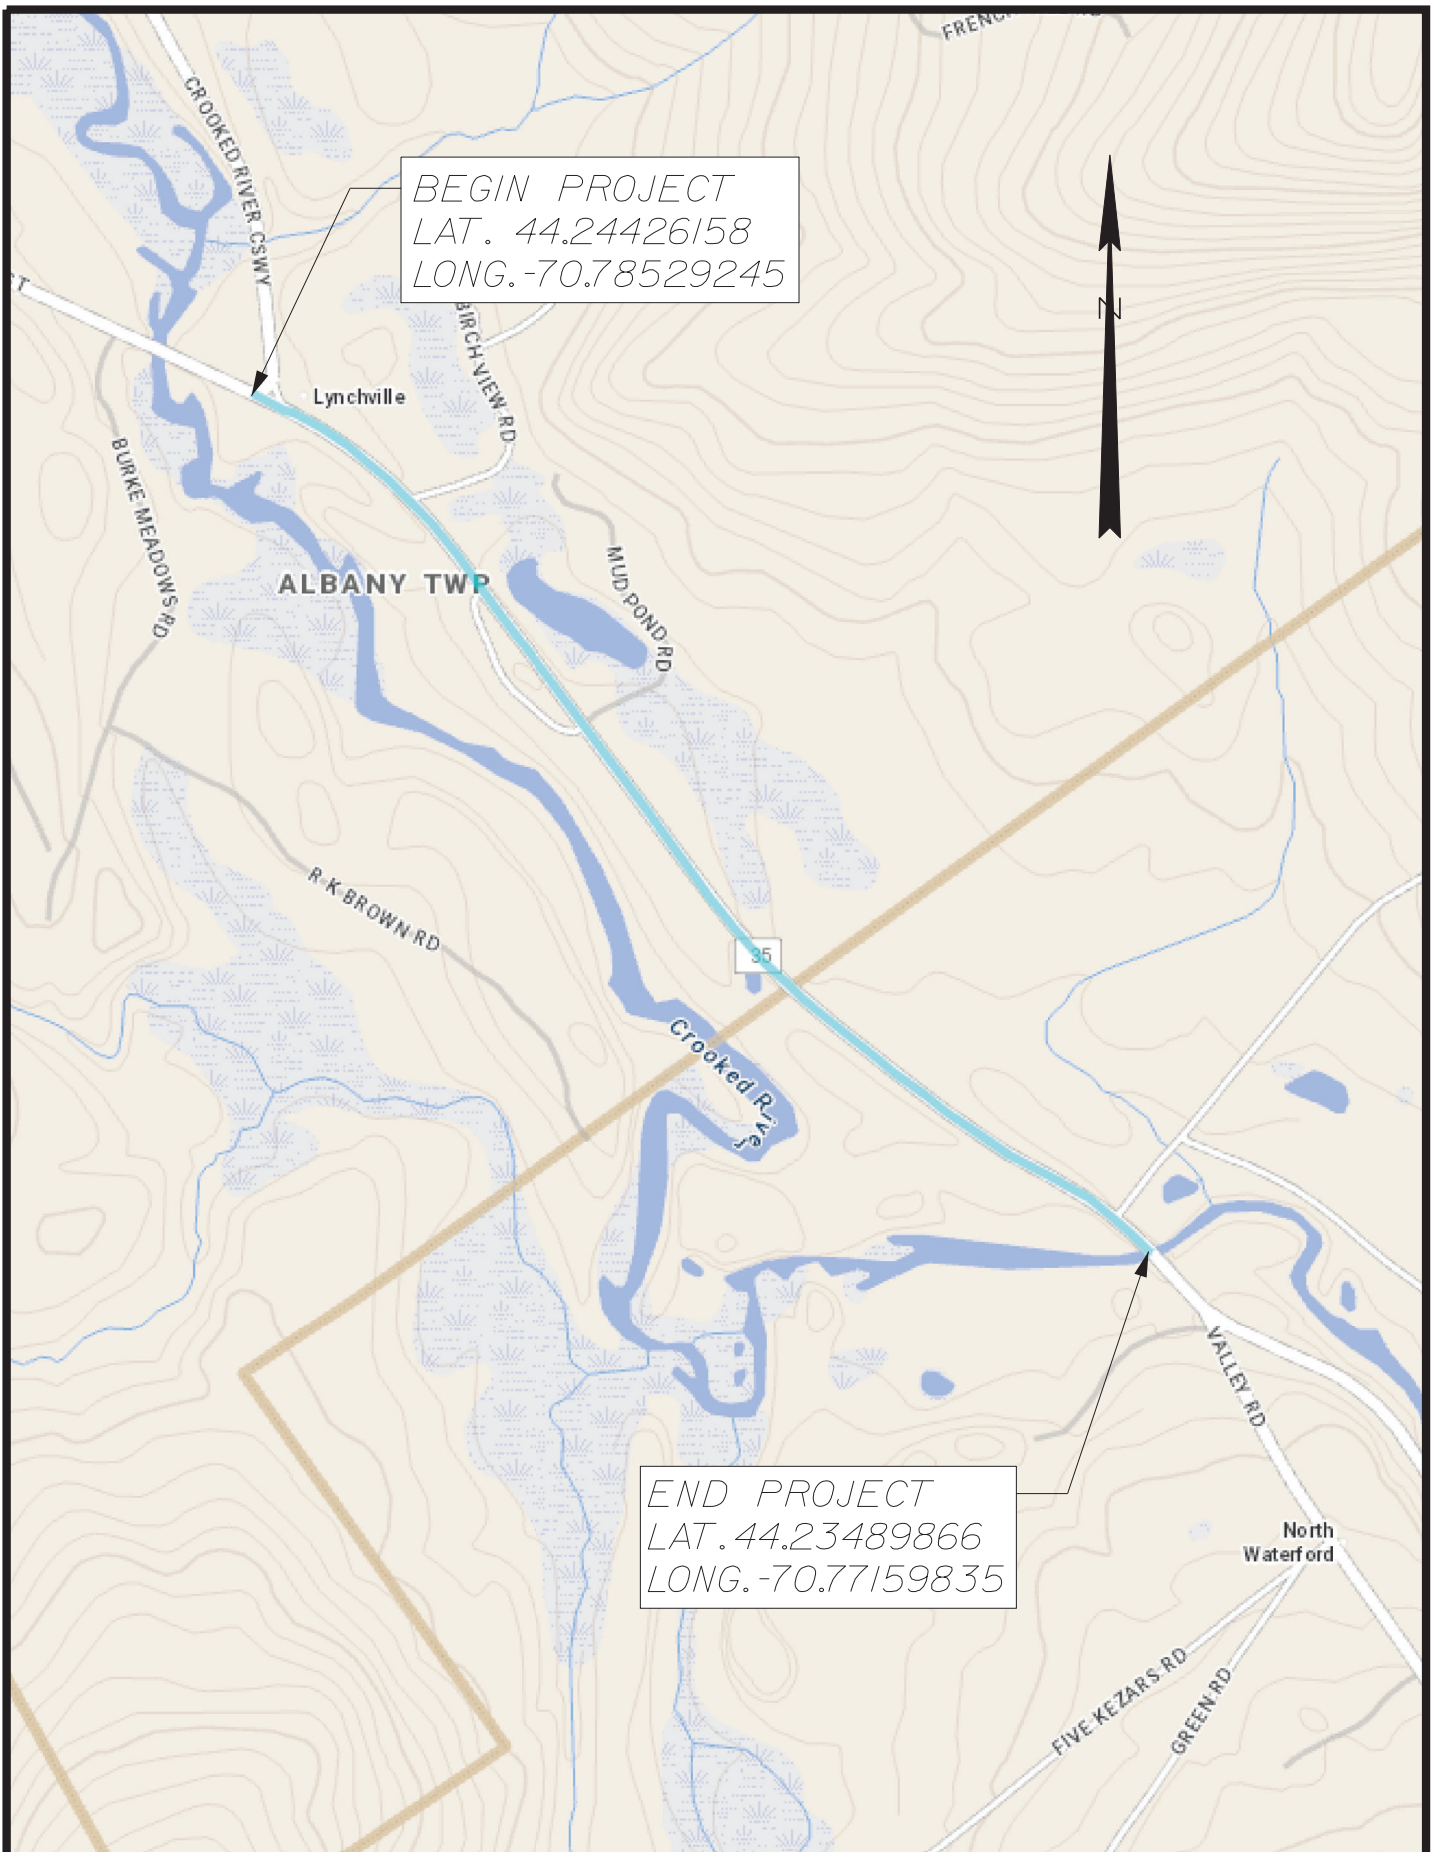 CROOKED RIVER CSWY
BEGIN PROJECT
LAT. 44.24426158
LONG.-70.78529245
N
BIRCH VIEW RD
Lynchville
BURKE MEADOWS RD
ALBANY TWP
MUD POND RD
R K BROWN RD
35
Crooked River
VALLEY RD
END PROJECT
LAT. 44.23489866
LONG.-70.77159835
North
Waterford
FIVE KEZARS RD
GREEN RD